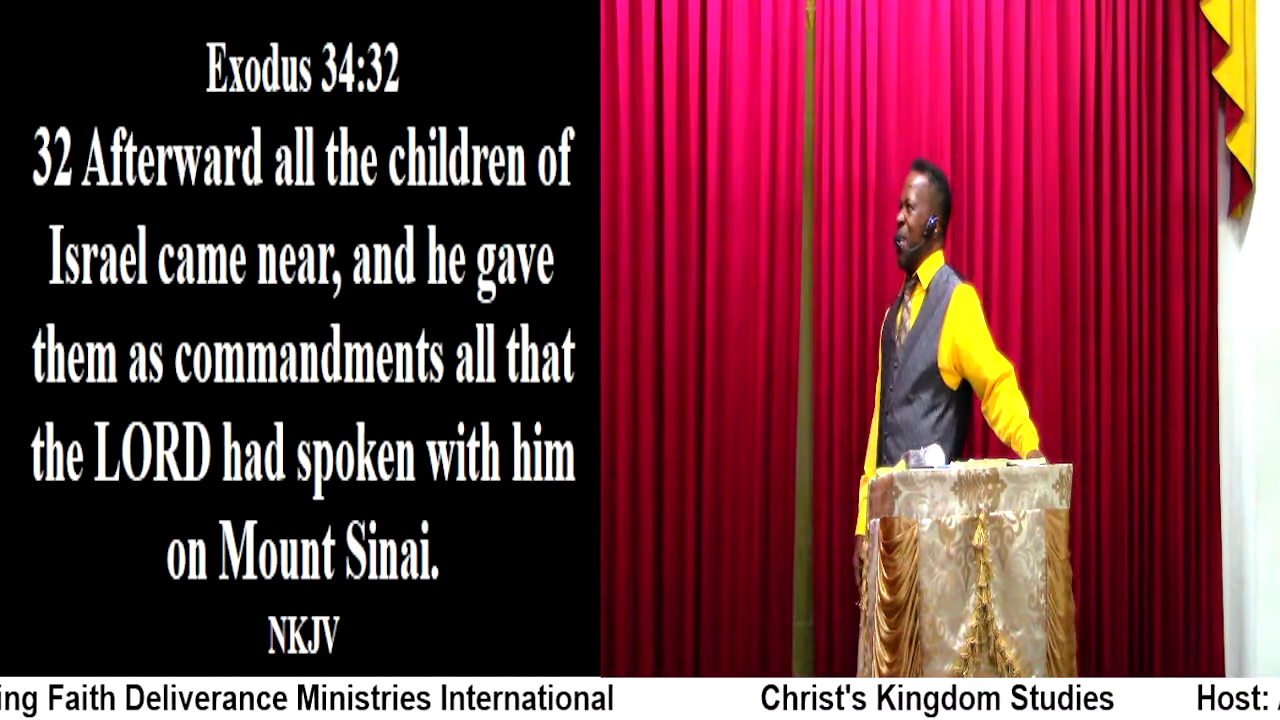 Exodus 34:32
32 Afterward all the children of
Israel came near, and he gave
them as commandments all that
the LORD had spoken with him
on Mount Sinai.
NKJV
ing Faith Deliverance Ministries International Christ's Kingdom Studies Host: